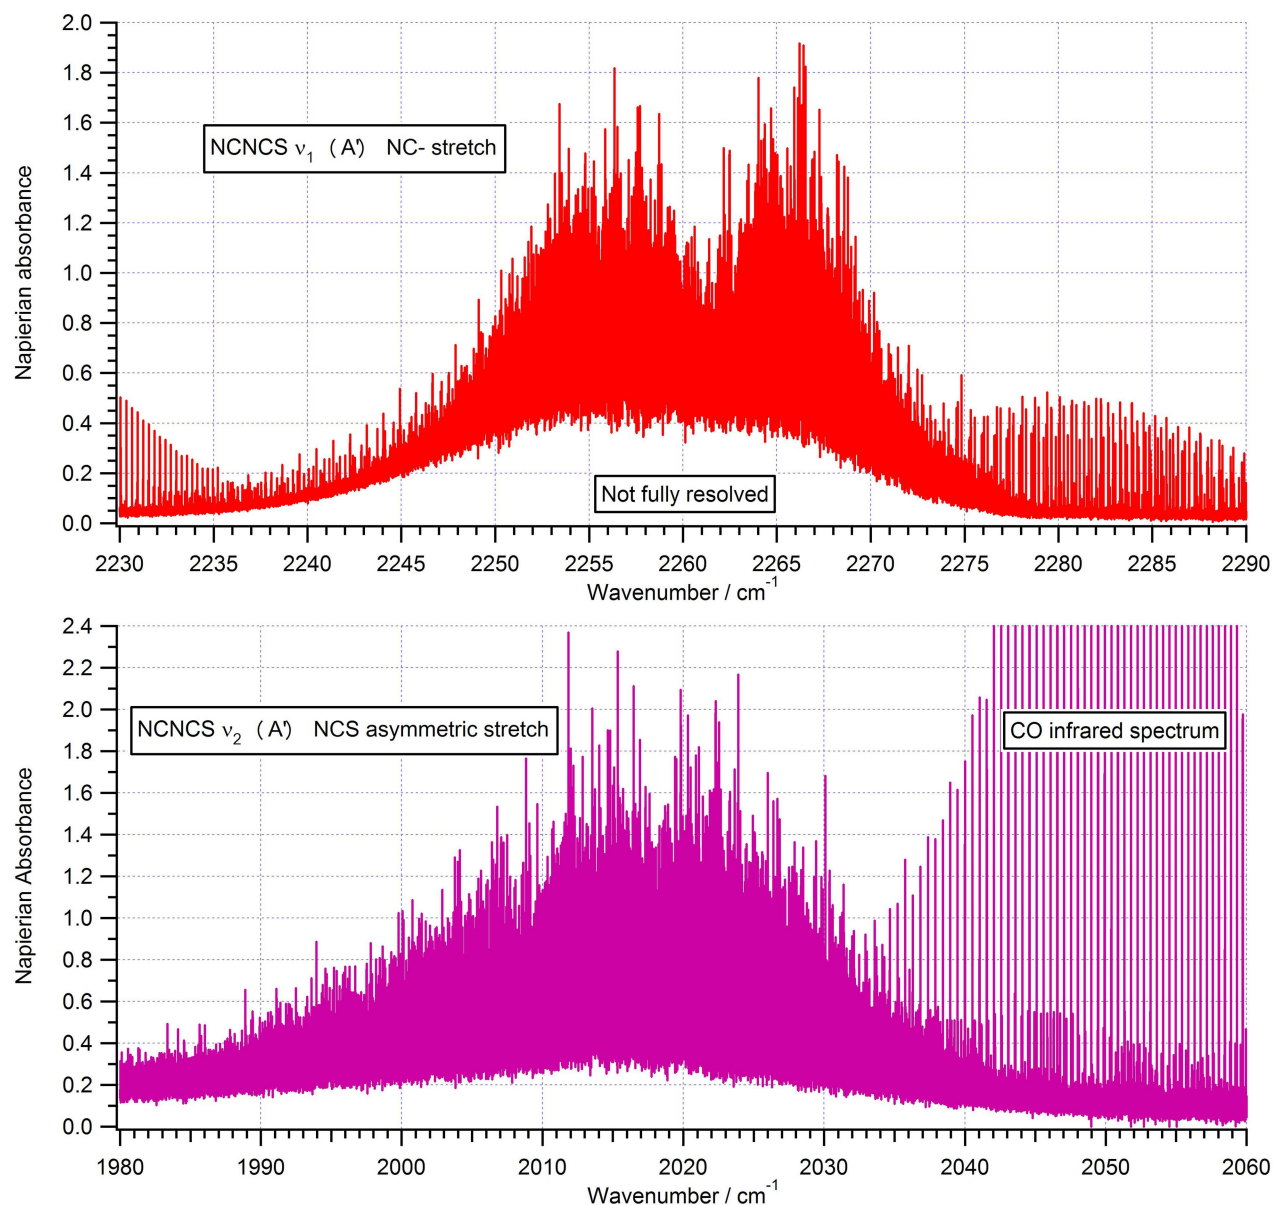 2.0
1.8
1.6
1.4
1.2
1.0
0.8
0.6
0.4
0.2
0.0
Napierian absorbance
NCNCS ν₁ (A') NC- stretch
Not fully resolved
2230 2235 2240 2245 2250 2255 2260 2265 2270 2275 2280 2285 2290
Wavenumber / cm⁻¹
2.4
2.2
2.0
1.8
1.6
1.4
1.2
1.0
0.8
0.6
0.4
0.2
0.0
Napierian Absorbance
NCNCS ν₂ (A') NCS asymmetric stretch
CO infrared spectrum
1980 1990 2000 2010 2020 2030 2040 2050 2060
Wavenumber / cm⁻¹